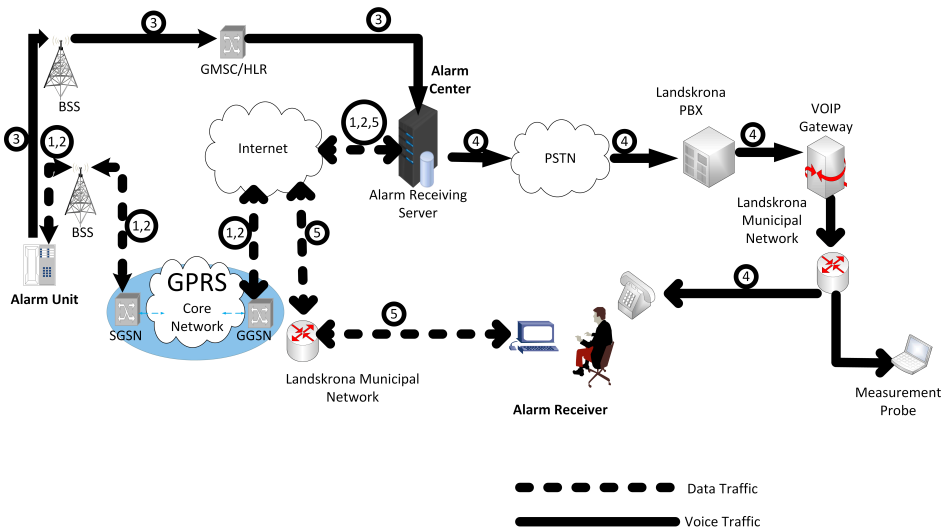 3
3
GMSC/HLR
BSS
Alarm
Center
Landskrona
PBX
VOIP
Gateway
3
1,2
Internet
1,2,5
4
PSTN
4
4
BSS
Alarm Receiving
Server
Landskrona
Municipal
Network
1,2
1,2
5
Alarm Unit
GPRS
Core
Network
SGSN
GGSN
4
5
Landskrona Municipal
Network
Alarm Receiver
Measurement
Probe
Data Traffic
Voice Traffic